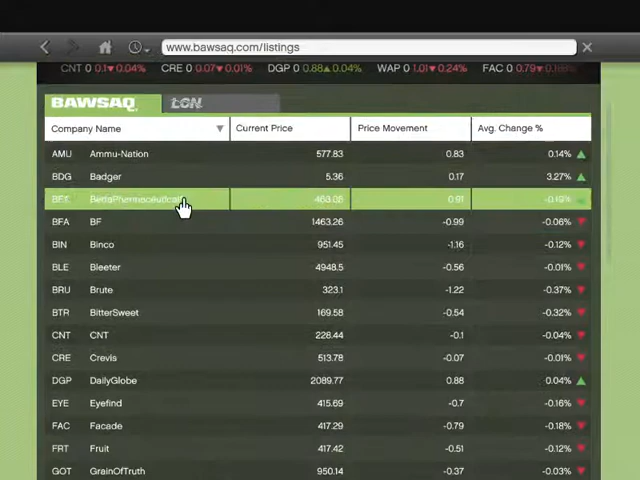 www.bawsaq.com/listings
CNT 0 0.1▼0.04% CRE 0 0.07▼0.01% DGP 0 0.88▲0.04% WAP 0 1.01▼0.24% FAC 0 0.79▼
BAWSAQ LCN
Company Name Current Price Price Movement Avg. Change %
AMU Ammu-Nation 577.83 0.83 0.14%
BDG Badger 5.36 0.17 3.27%
BET BettaPharmaceuticals 0.91
BFA BF 1463.26 -0.99 -0.06%
BIN Binco 951.45 -1.16 -0.12%
BLE Bleeter 4948.5 -0.56 -0.01%
BRU Brute 323.1 -1.22 -0.37%
BTR BitterSweet 169.58 -0.54 -0.32%
CNT CNT 228.44 -0.1 -0.04%
CRE Crevis 513.78 -0.07 -0.01%
DGP DailyGlobe 2089.77 0.88 0.04%
EYE Eyefind 415.69 -0.7 -0.16%
FAC Facade 417.29 -0.79 -0.18%
FRT Fruit 417.42 -0.51 -0.12%
GOT GrainOfTruth 950.14 -0.37 -0.03%